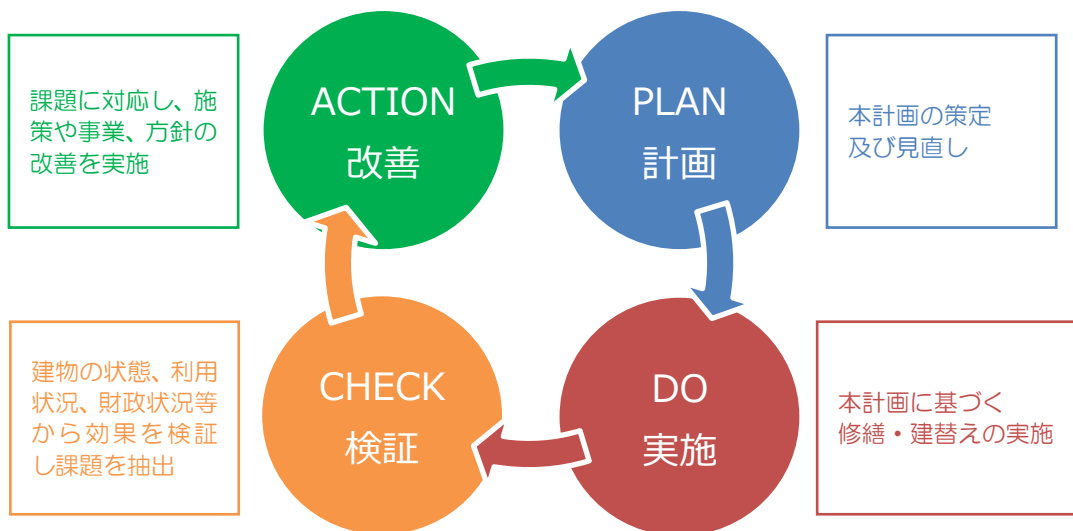 課題に対応し、施
策や事業、方針の
改善を実施
ACTION
改善
PLAN
計画
本計画の策定
及び見直し
建物の状態、利用
状況、財政状況等
から効果を検証
し課題を抽出
CHECK
検証
DO
実施
本計画に基づく
修繕・建替えの実施